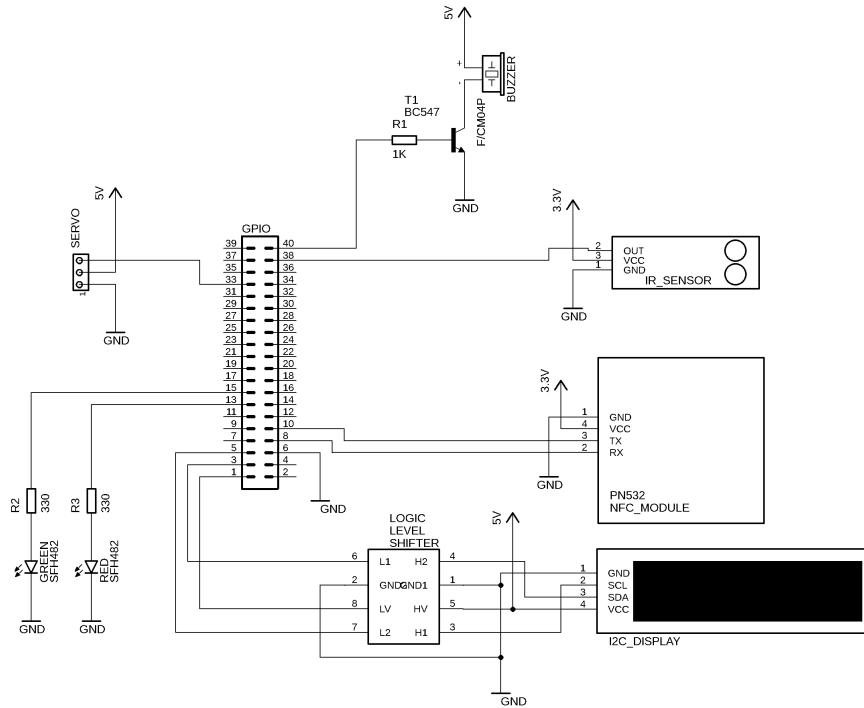 5V
+
-
BUZZER
F/CM04P
T1
BC547
R1
1K
GND
SERVO
5V
1
GND
GPIO
39 40
37 38
35 36
33 34
31 32
29 30
27 28
25 26
23 24
21 22
19 20
17 18
15 16
13 14
11 12
9 10
7 8
5 6
3 4
1 2
GND
3.3V
2 OUT
3 VCC
1 GND
IR_SENSOR
GND
3.3V
1 GND
4 VCC
3 TX
2 RX
GND
PN532
NFC_MODULE
R2
330
GREEN
SFH482
GND
R3
330
RED
SFH482
GND
LOGIC
LEVEL
SHIFTER
6 L1 H2 4
2 GND2 GND1 1
8 LV HV 5
7 L2 H1 3
5V
GND
1 GND
2 SCL
3 SDA
4 VCC
I2C_DISPLAY